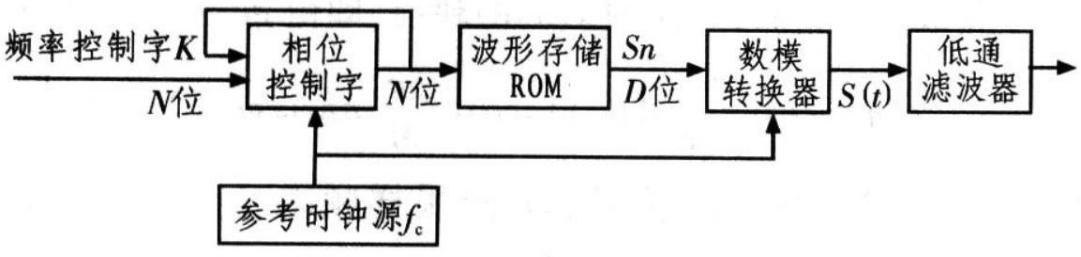 频率控制字K
N位
相位
控制字
N位
波形存储
ROM
Sn
D位
数模
转换器
S(t)
低通
滤波器
参考时钟源fc